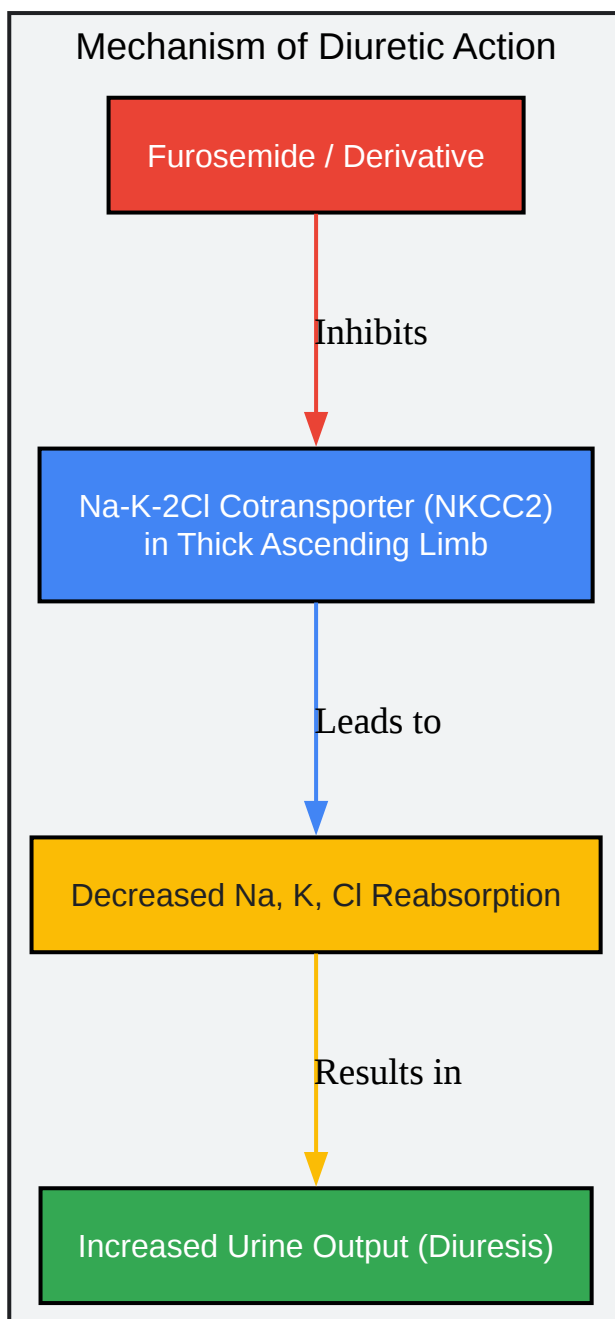 Mechanism of Diuretic Action
Furosemide / Derivative
Inhibits
Na-K-2Cl Cotransporter (NKCC2)
in Thick Ascending Limb
Leads to
Decreased Na, K, Cl Reabsorption
Results in
Increased Urine Output (Diuresis)